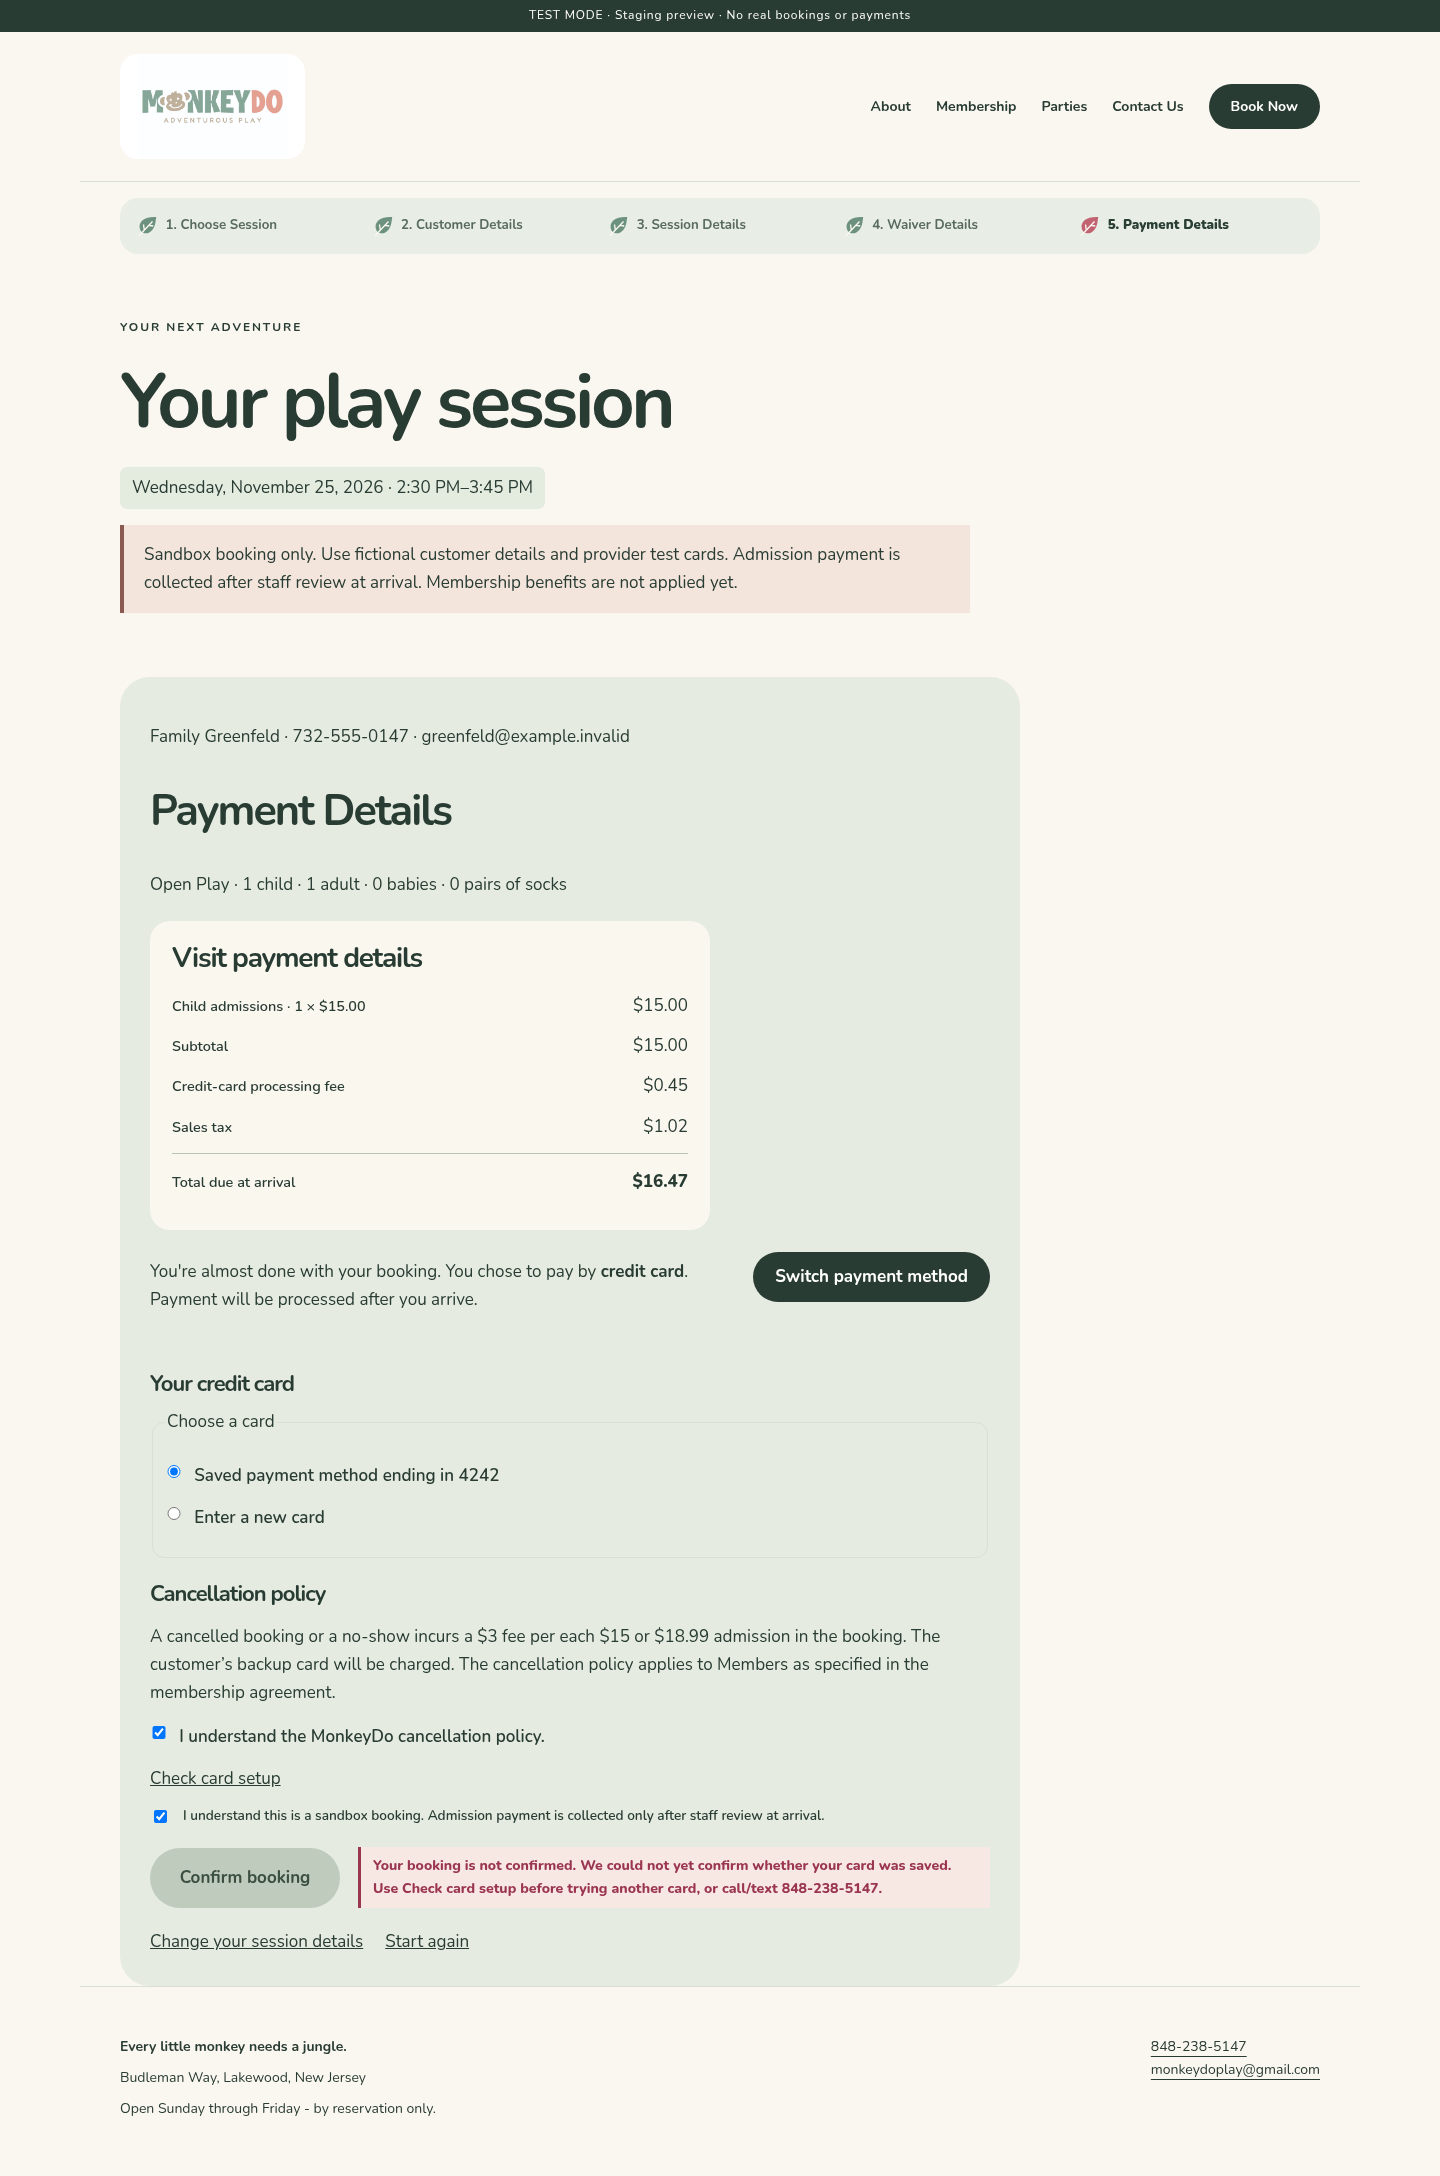 TEST MODE · Staging preview · No real bookings or payments
MONKEYDO
ADVENTUROUS PLAY
About Membership Parties Contact Us Book Now
1. Choose Session 2. Customer Details 3. Session Details 4. Waiver Details 5. Payment Details
YOUR NEXT ADVENTURE
Your play session
Wednesday, November 25, 2026 · 2:30 PM–3:45 PM
Sandbox booking only. Use fictional customer details and provider test cards. Admission payment is
collected after staff review at arrival. Membership benefits are not applied yet.
Family Greenfeld · 732-555-0147 · greenfeld@example.invalid
Payment Details
Open Play · 1 child · 1 adult · 0 babies · 0 pairs of socks
Visit payment details
Child admissions · 1 × $15.00 $15.00
Subtotal $15.00
Credit-card processing fee $0.45
Sales tax $1.02
Total due at arrival $16.47
You're almost done with your booking. You chose to pay by credit card.
Payment will be processed after you arrive.
Switch payment method
Your credit card
Choose a card
Saved payment method ending in 4242
Enter a new card
Cancellation policy
A cancelled booking or a no-show incurs a $3 fee per each $15 or $18.99 admission in the booking. The
customer’s backup card will be charged. The cancellation policy applies to Members as specified in the
membership agreement.
I understand the MonkeyDo cancellation policy.
Check card setup
I understand this is a sandbox booking. Admission payment is collected only after staff review at arrival.
Confirm booking
Your booking is not confirmed. We could not yet confirm whether your card was saved.
Use Check card setup before trying another card, or call/text 848-238-5147.
Change your session details Start again
Every little monkey needs a jungle.
Budleman Way, Lakewood, New Jersey
Open Sunday through Friday - by reservation only.
848-238-5147
monkeydoplay@gmail.com